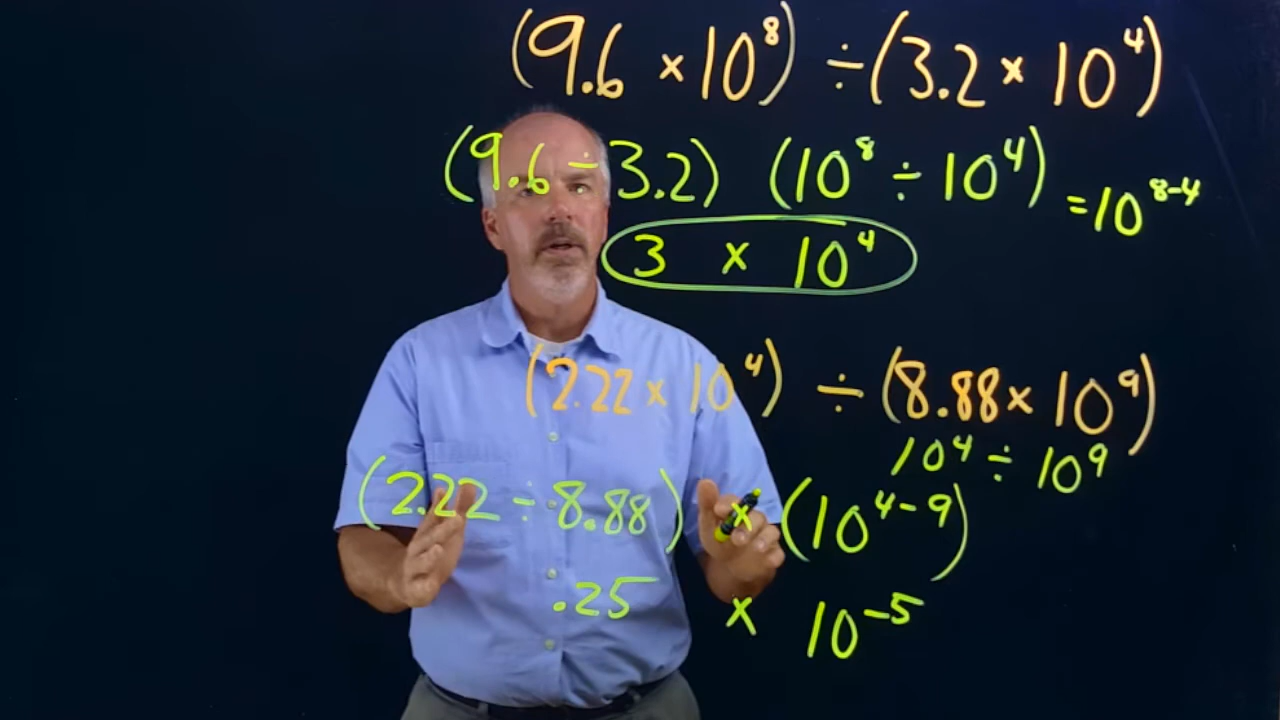 (9.6 × 10⁸) ÷ (3.2 × 10⁴)
(9.6 ÷ 3.2) (10⁸ ÷ 10⁴) = 10⁸⁻⁴
3 × 10⁴
(2.22 × 10⁴) ÷ (8.88 × 10⁹)
10⁴ ÷ 10⁹
(2.22 ÷ 8.88) × (10⁴⁻⁹)
.25 × 10⁻⁵